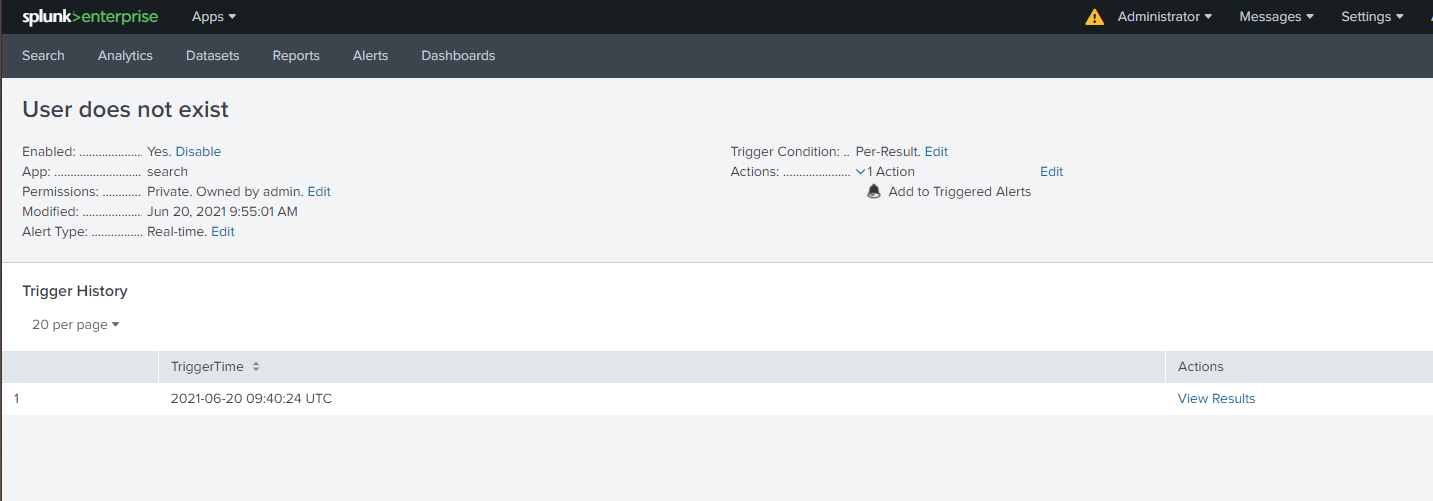 splunk>enterprise Apps Administrator Messages Settings
Search Analytics Datasets Reports Alerts Dashboards
User does not exist
Enabled: ................... Yes. Disable
App: .......................... search
Permissions: ............ Private. Owned by admin. Edit
Modified: .................. Jun 20, 2021 9:55:01 AM
Alert Type: ................ Real-time. Edit
Trigger Condition: .. Per-Result. Edit
Actions: ..................... 1 Action Edit
Add to Triggered Alerts
Trigger History
20 per page
TriggerTime Actions
1 2021-06-20 09:40:24 UTC View Results